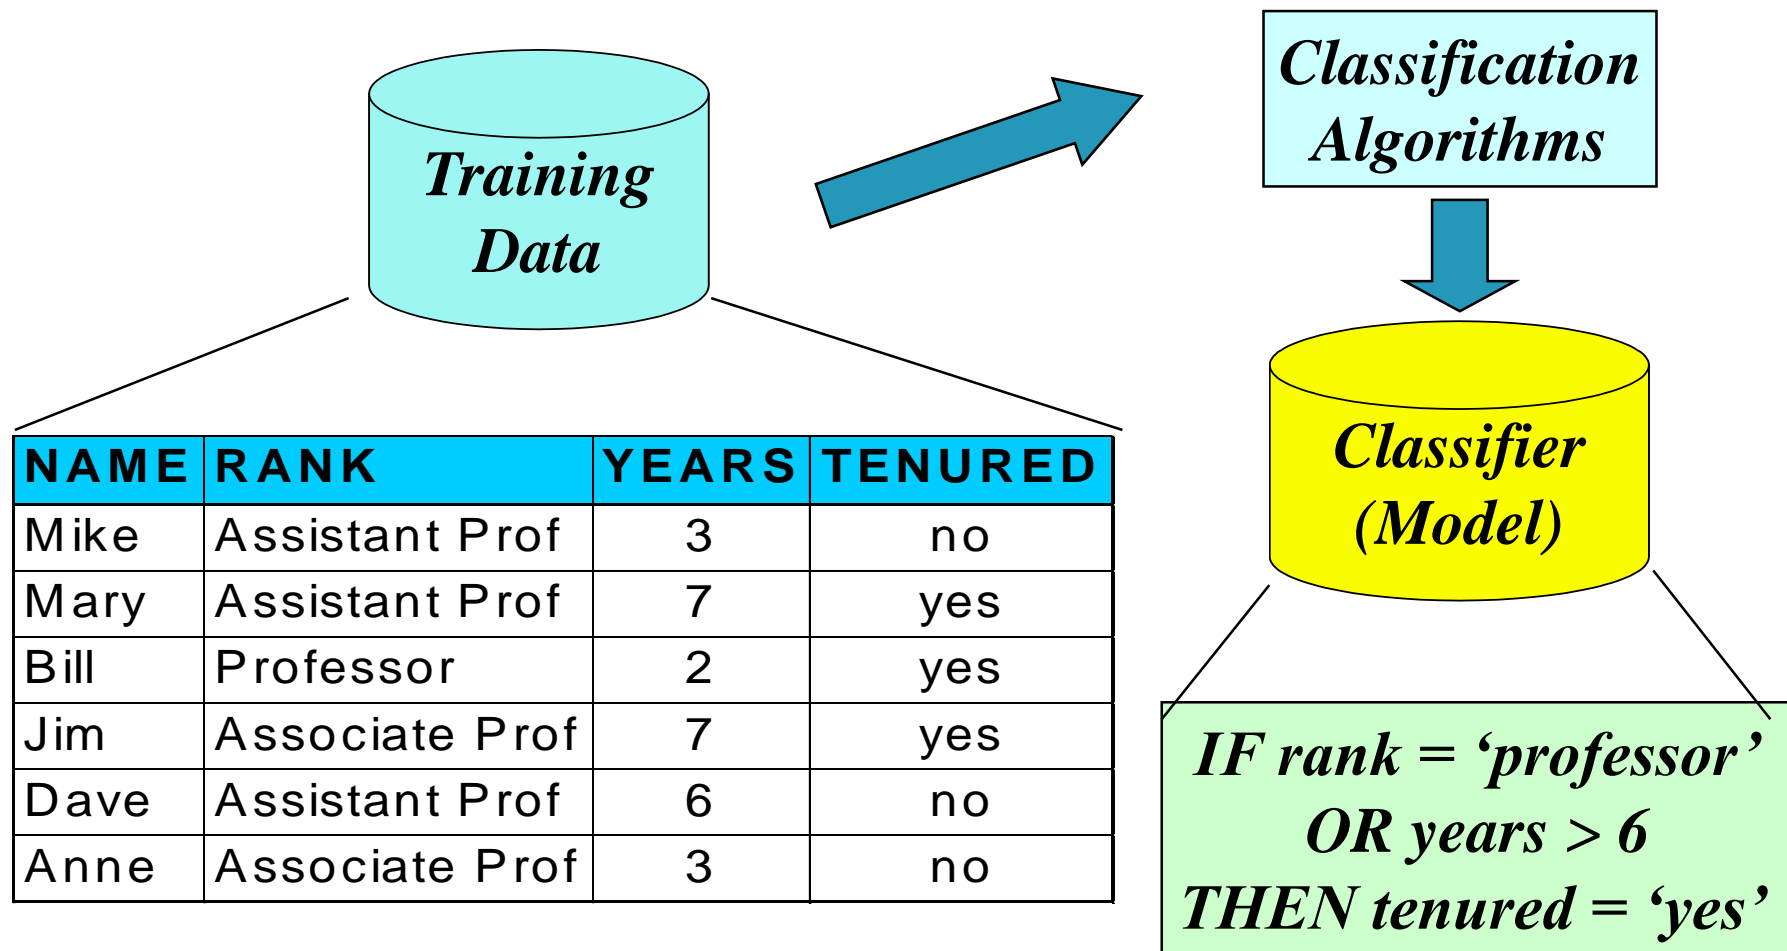 Training
Data
Classification
Algorithms
Classifier
(Model)
NAME RANK YEARS TENURED
Mike Assistant Prof 3 no
Mary Assistant Prof 7 yes
Bill Professor 2 yes
Jim Associate Prof 7 yes
Dave Assistant Prof 6 no
Anne Associate Prof 3 no
IF rank = ‘professor’
OR years > 6
THEN tenured = ‘yes’